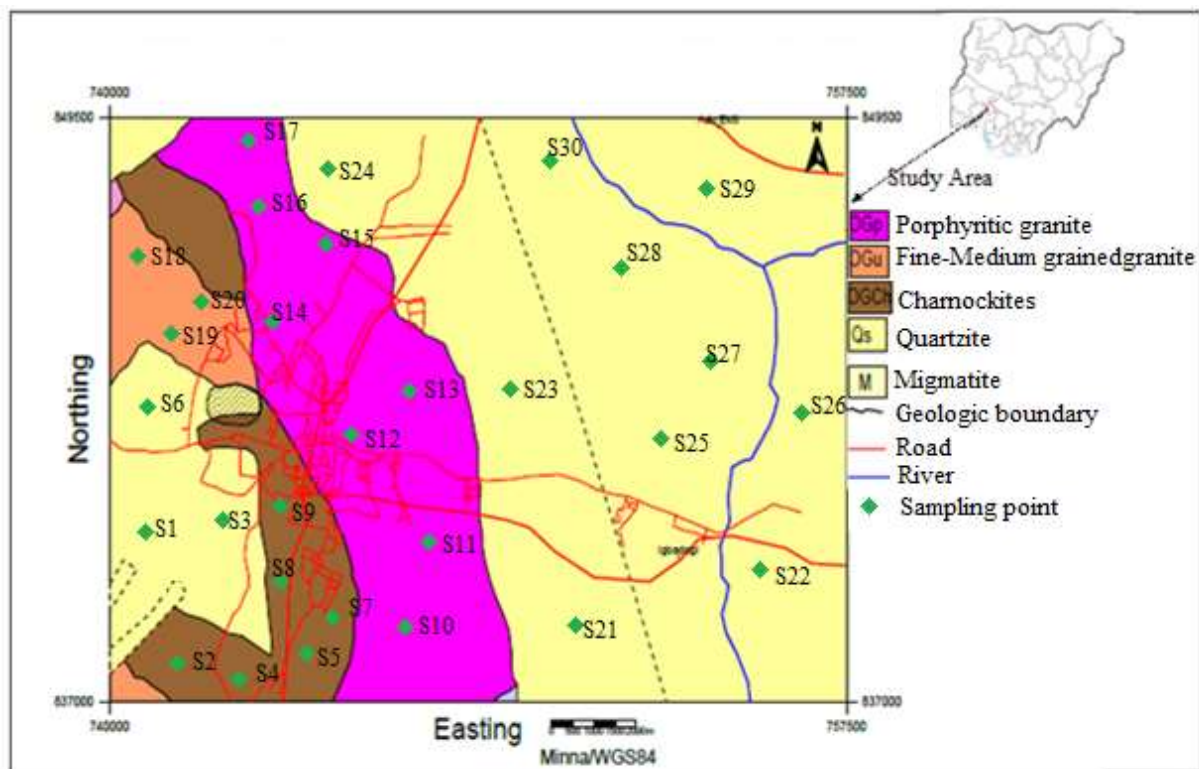 740000
757500
849500
849500
N
Study Area
S17
S30
S24
S29
S16
S15
S18
S28
S20
S14
S19
S27
S13
S23
S6
S26
S12
S25
S9
S3
S1
S11
S8
S22
S7
S10
S21
S5
S2
S4
Northing
OGp Porphyritic granite
OGu Fine-Medium grainedgranite
OGCh Charnockites
Qs Quartzite
M Migmatite
Geologic boundary
Road
River
Sampling point
837000
837000
740000
757500
Easting
Minna/WGS84